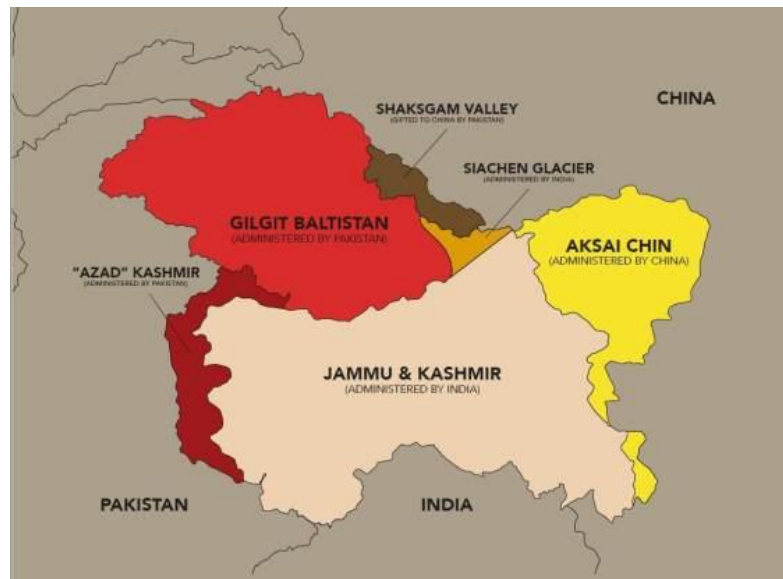 SHAKSGAM VALLEY
(GIFTED TO CHINA BY PAKISTAN)
CHINA
SIACHEN GLACIER
(ADMINISTERED BY INDIA)
GILGIT BALTISTAN
(ADMINISTERED BY PAKISTAN)
AKSAI CHIN
(ADMINISTERED BY CHINA)
"AZAD" KASHMIR
(ADMINISTERED BY PAKISTAN)
JAMMU & KASHMIR
(ADMINISTERED BY INDIA)
PAKISTAN
INDIA